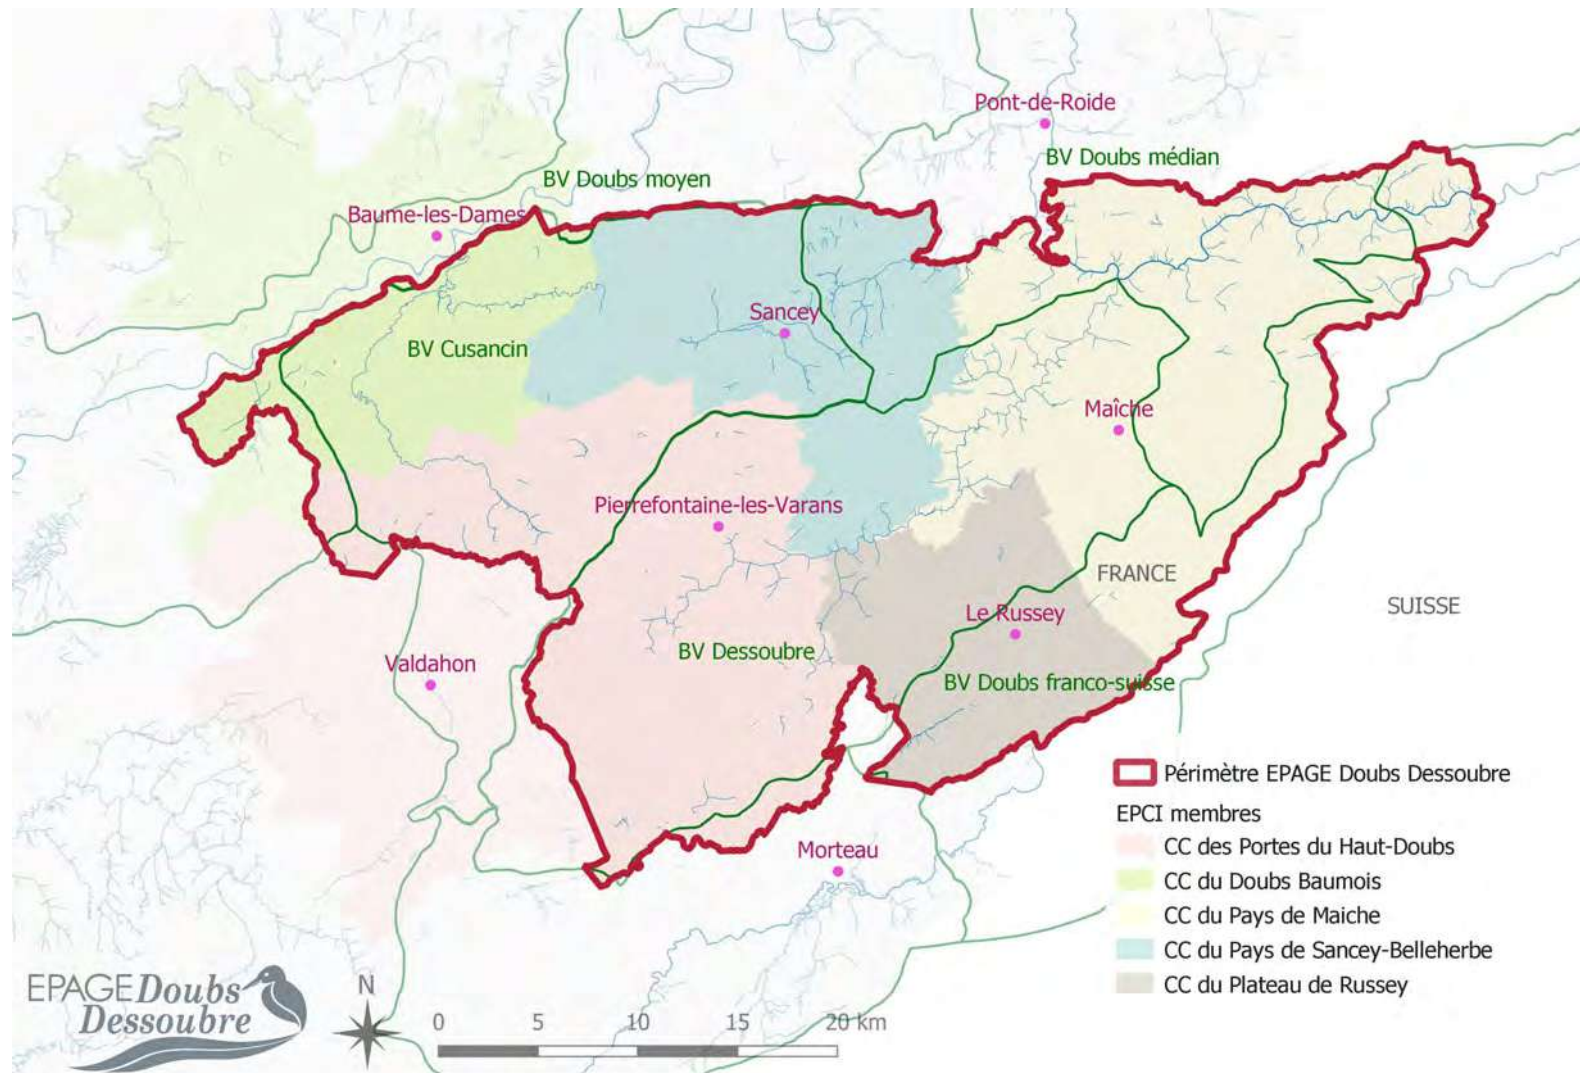 Pont-de-Roide
BV Doubs médian
BV Doubs moyen
Baume-les-Dames
Sancey
BV Cusancin
Maîche
Pierrefontaine-les-Varans
FRANCE
SUISSE
Le Russey
BV Dessoubre
Valdahon
BV Doubs franco-suisse
Morteau
Périmètre EPAGE Doubs Dessoubre
EPCI membres
CC des Portes du Haut-Doubs
CC du Doubs Baumois
CC du Pays de Maiche
CC du Pays de Sancey-Belleherbe
CC du Plateau de Russey
EPAGE Doubs
Dessoubre
N
0 5 10 15 20 km